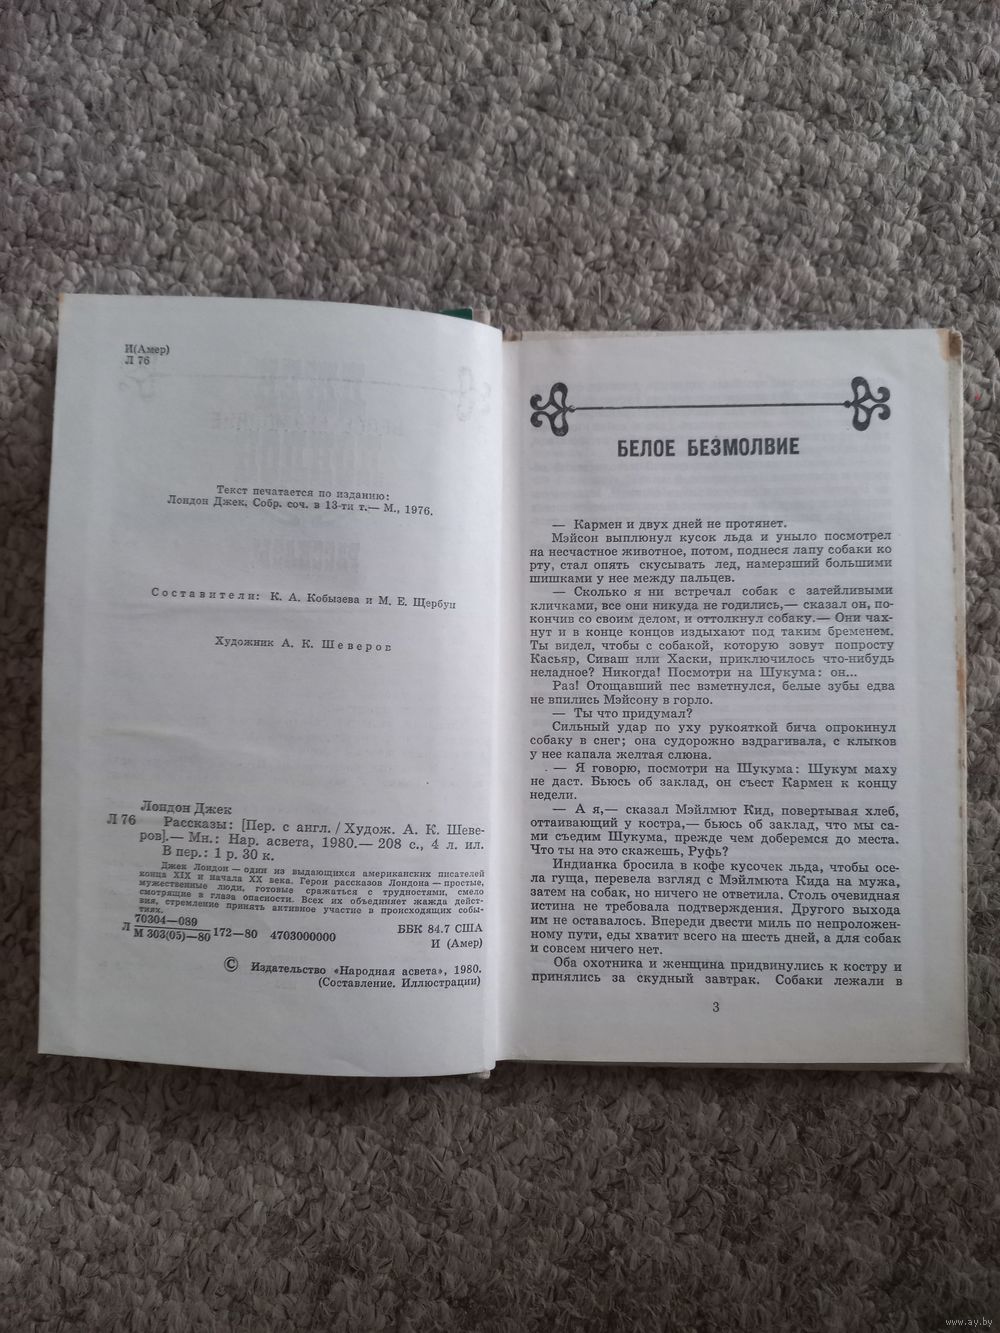 И(Амер)
Л 76
Текст печатается по изданию:
Лондон Джек, Собр. соч. в 13-ти т.— М., 1976.
Составители: К. А. Кобызева и М. Е. Щербун
Художник А. К. Шеверов
Лондон Джек
Л 76 Рассказы: [Пер. с англ. / Худож. А. К. Шеве-
ров].— Мн.: Нар. асвета, 1980.— 208 с., 4 л. ил.
В пер.: 1 р. 30 к.
Джек Лондон — один из выдающихся американских писателей
конца XIX и начала XX века. Герои рассказов Лондона — простые,
мужественные люди, готовые сражаться с трудностями, смело
смотрящие в глаза опасности. Всех их объединяет жажда дейст-
вия, стремление принять активное участие в происходящих собы-
тиях.
Л 70304—089
М 303(05)—80 172—80 4703000000
ББК 84.7 США
И (Амер)
© Издательство «Народная асвета», 1980.
(Составление. Иллюстрации)
БЕЛОЕ БЕЗМОЛВИЕ
— Кармен и двух дней не протянет.
Мэйсон выплюнул кусок льда и уныло посмотрел
на несчастное животное, потом, поднеся лапу собаки ко
рту, стал опять скусывать лед, намерзший большими
шишками у нее между пальцев.
— Сколько я ни встречал собак с затейливыми
кличками, все они никуда не годились,— сказал он, по-
кончив со своим делом, и оттолкнул собаку.— Они чах-
нут и в конце концов издыхают под таким бременем.
Ты видел, чтобы с собакой, которую зовут попросту
Касьяр, Сиваш или Хаски, приключилось что-нибудь
неладное? Никогда! Посмотри на Шукума: он...
Раз! Отощавший пес взметнулся, белые зубы едва
не впились Мэйсону в горло.
— Ты что придумал?
Сильный удар по уху рукояткой бича опрокинул
собаку в снег; она судорожно вздрагивала, с клыков
у нее капала желтая слюна.
— Я говорю, посмотри на Шукума: Шукум маху
не даст. Бьюсь об заклад, он съест Кармен к концу
недели.
— А я,— сказал Мэйлмют Кид, повертывая хлеб,
оттаивающий у костра,— бьюсь об заклад, что мы са-
ми съедим Шукума, прежде чем доберемся до места.
Что ты на это скажешь, Руфь?
Индианка бросила в кофе кусочек льда, чтобы осе-
ла гуща, перевела взгляд с Мэйлмюта Кида на мужа,
затем на собак, но ничего не ответила. Столь очевидная
истина не требовала подтверждения. Другого выхода
им не оставалось. Впереди двести миль по непроложен-
ному пути, еды хватит всего на шесть дней, а для собак
и совсем ничего нет.
Оба охотника и женщина придвинулись к костру и
принялись за скудный завтрак. Собаки лежали в
3
www.ay.by